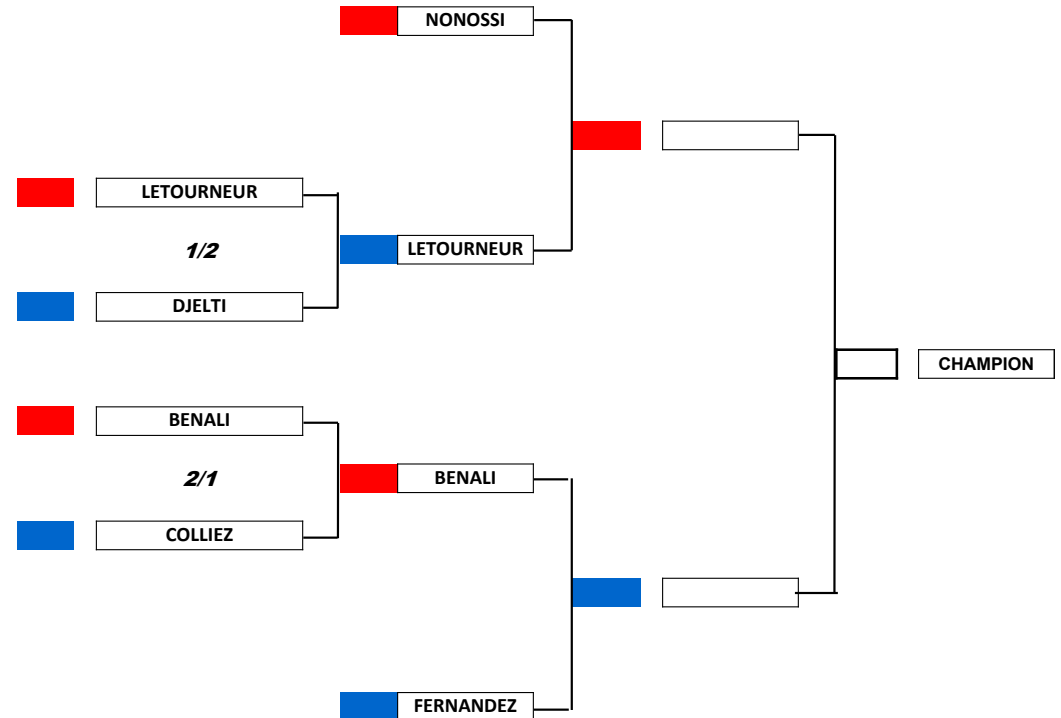 NONOSSI
LETOURNEUR
1/2
LETOURNEUR
DJELTI
CHAMPION
BENALI
2/1
BENALI
COLLIEZ
FERNANDEZ